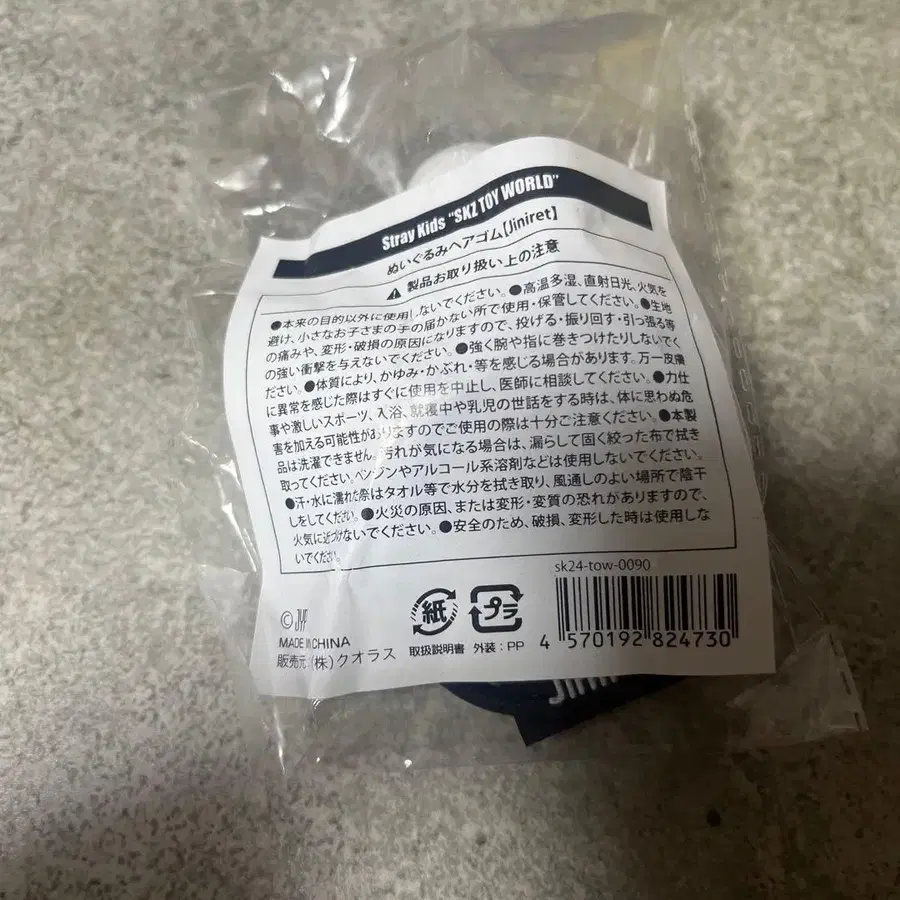 Stray Kids "SKZ TOY WORLD"
ぬいぐるみヘアゴム【Jiniret】
⚠ 製品お取り扱い上の注意
●本来の目的以外に使用しないでください。●高温多湿、直射日光、火気を
避け、小さなお子さまの手の届かない所で使用・保管してください。●生地
の痛みや、変形・破損の原因になりますので、投げる・振り回す・引っ張る等
の強い衝撃を与えないでください。●強く腕や指に巻きつけたりしないでく
ださい。●体質により、かゆみ・かぶれ・等を感じる場合があります。万一皮膚
に異常を感じた際はすぐに使用を中止し、医師に相談してください。●力仕
事や激しいスポーツ、入浴、就寝中や乳児の世話をする時は、体に思わぬ危
害を加える可能性がありますのでご使用の際は十分ご注意ください。●本製
品は洗濯できません。汚れが気になる場合は、濡らして固く絞った布で拭き
取ってください。ベンジンやアルコール系溶剤などは使用しないでください。
●汗・水に濡れた際はタオル等で水分を拭き取り、風通しのよい場所で陰干
しをしてください。●火災の原因、または変形・変質の恐れがありますので、
火気に近づけないでください。●安全のため、破損、変形した時は使用しな
いでください。
sk24-tow-0090
© JYP
MADE IN CHINA
販売元:(株)クオラス
紙
取扱説明書
プラ
外装:PP
4 570192 824730